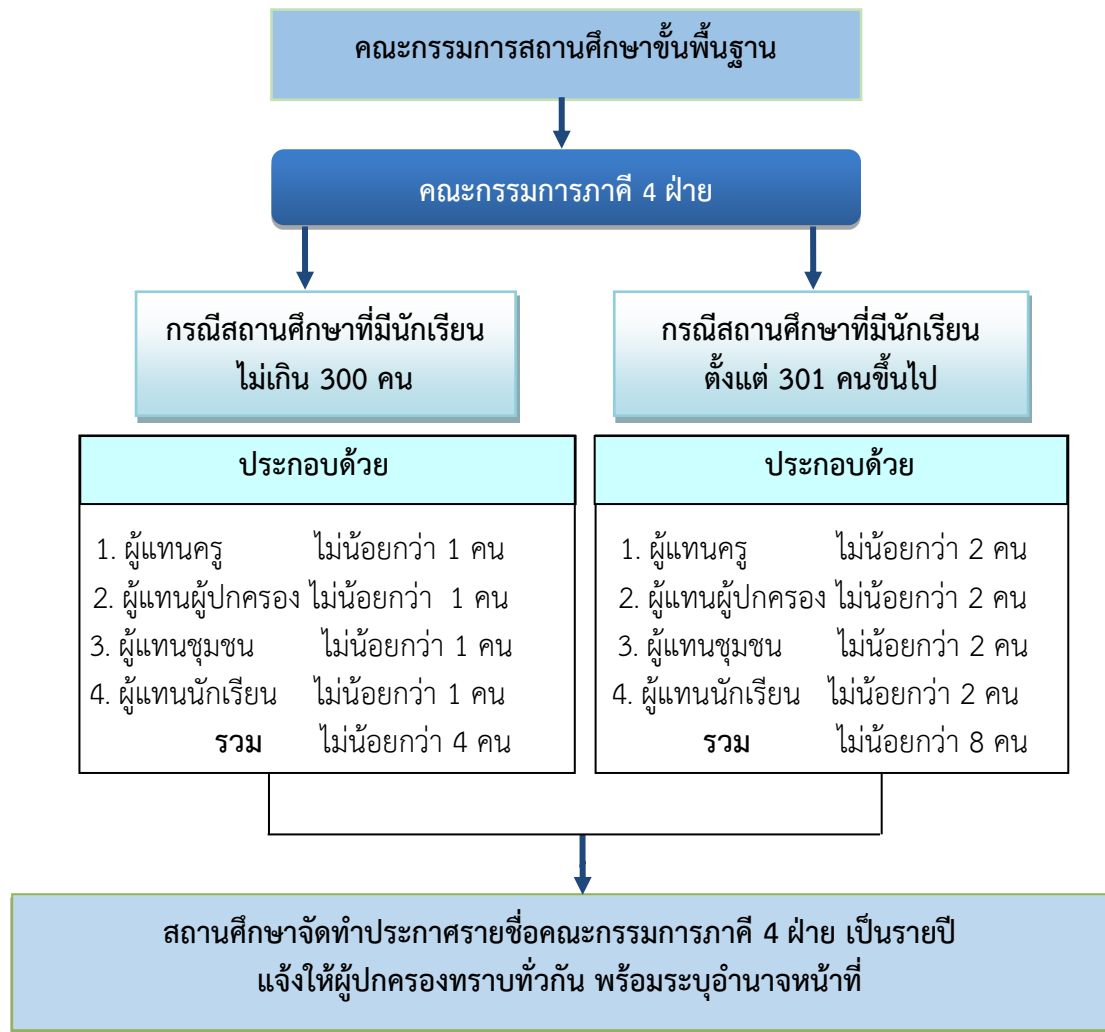 คณะกรรมการสถานศึกษาขั้นพื้นฐาน
คณะกรรมการภาคี 4 ฝ่าย
กรณีสถานศึกษาที่มีนักเรียน
ไม่เกิน 300 คน
ประกอบด้วย
1. ผู้แทนครู ไม่น้อยกว่า 1 คน
2. ผู้แทนผู้ปกครอง ไม่น้อยกว่า 1 คน
3. ผู้แทนชุมชน ไม่น้อยกว่า 1 คน
4. ผู้แทนนักเรียน ไม่น้อยกว่า 1 คน
รวม ไม่น้อยกว่า 4 คน
กรณีสถานศึกษาที่มีนักเรียน
ตั้งแต่ 301 คนขึ้นไป
ประกอบด้วย
1. ผู้แทนครู ไม่น้อยกว่า 2 คน
2. ผู้แทนผู้ปกครอง ไม่น้อยกว่า 2 คน
3. ผู้แทนชุมชน ไม่น้อยกว่า 2 คน
4. ผู้แทนนักเรียน ไม่น้อยกว่า 2 คน
รวม ไม่น้อยกว่า 8 คน
สถานศึกษาจัดทำประกาศรายชื่อคณะกรรมการภาคี 4 ฝ่าย เป็นรายปี
แจ้งให้ผู้ปกครองทราบทั่วกัน พร้อมระบุอำนาจหน้าที่